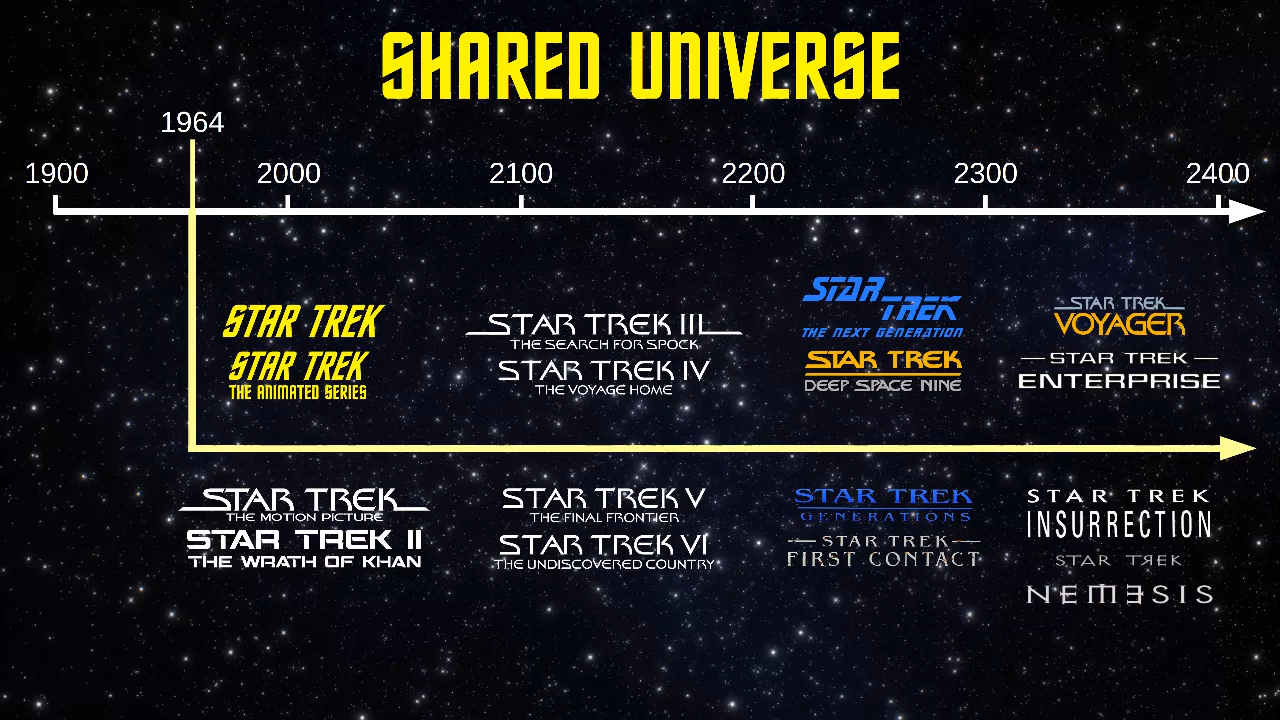 SHARED UNIVERSE
1964
1900 2000 2100 2200 2300 2400
STAR TREK
STAR TREK
THE ANIMATED SERIES
STAR TREK III
THE SEARCH FOR SPOCK
STAR TREK IV
THE VOYAGE HOME
STAR TREK
THE NEXT GENERATION
STAR TREK
DEEP SPACE NINE
STAR TREK
VOYAGER
STAR TREK
ENTERPRISE
STAR TREK
THE MOTION PICTURE
STAR TREK II
THE WRATH OF KHAN
STAR TREK V
THE FINAL FRONTIER
STAR TREK VI
THE UNDISCOVERED COUNTRY
STAR TREK
GENERATIONS
STAR TREK
FIRST CONTACT
STAR TREK
INSURRECTION
STAR TREK
NEMESIS